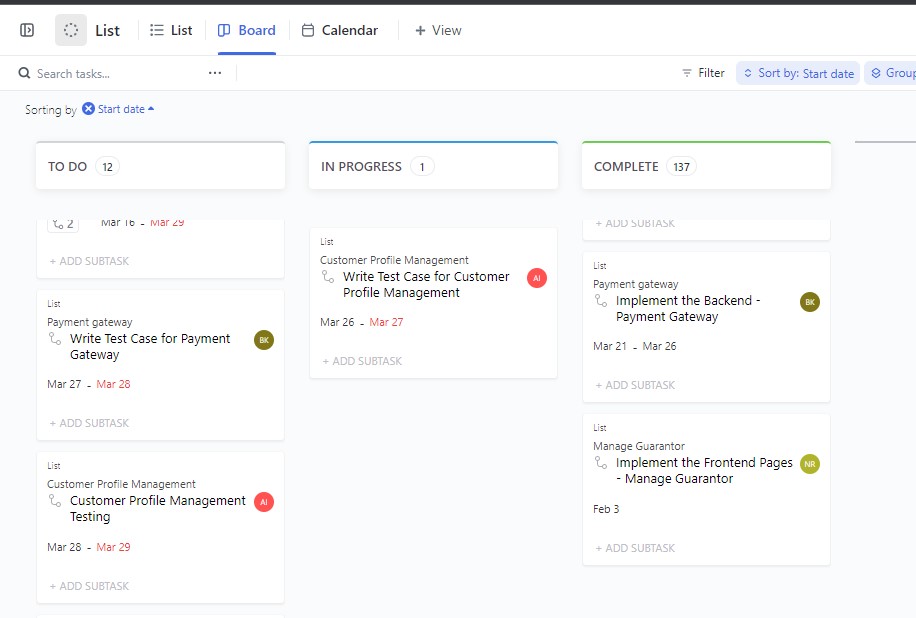 List
List
Board
Calendar
+ View
Search tasks...
...
Filter
Sort by: Start date
Group
Sorting by Start date
TO DO 12
2 Mar 16 - Mar 29
+ ADD SUBTASK
List
Payment gateway
Write Test Case for Payment
Gateway
BK
Mar 27 - Mar 28
+ ADD SUBTASK
List
Customer Profile Management
Customer Profile Management
Testing
AI
Mar 28 - Mar 29
+ ADD SUBTASK
IN PROGRESS 1
List
Customer Profile Management
Write Test Case for Customer
Profile Management
AI
Mar 26 - Mar 27
+ ADD SUBTASK
COMPLETE 137
+ ADD SUBTASK
List
Payment gateway
Implement the Backend -
Payment Gateway
BK
Mar 21 - Mar 26
+ ADD SUBTASK
List
Manage Guarantor
Implement the Frontend Pages
- Manage Guarantor
NR
Feb 3
+ ADD SUBTASK